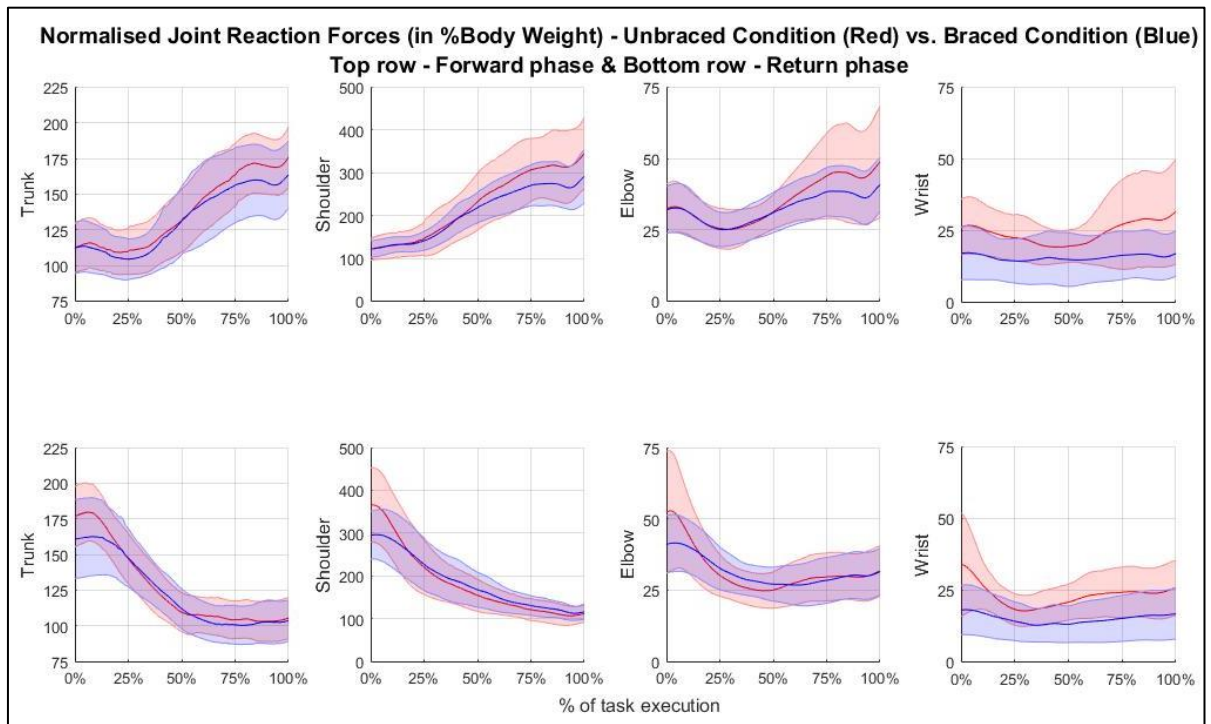 Normalised Joint Reaction Forces (in %Body Weight) - Unbraced Condition (Red) vs. Braced Condition (Blue)
Top row - Forward phase & Bottom row - Return phase
Trunk
225
200
175
150
125
100
75
0% 25% 50% 75% 100%
Shoulder
500
400
300
200
100
0
0% 25% 50% 75% 100%
Elbow
75
50
25
0
0% 25% 50% 75% 100%
Wrist
75
50
25
0
0% 25% 50% 75% 100%
Trunk
225
200
175
150
125
100
75
0% 25% 50% 75% 100%
Shoulder
500
400
300
200
100
0
0% 25% 50% 75% 100%
Elbow
75
50
25
0
0% 25% 50% 75% 100%
Wrist
75
50
25
0
0% 25% 50% 75% 100%
% of task execution